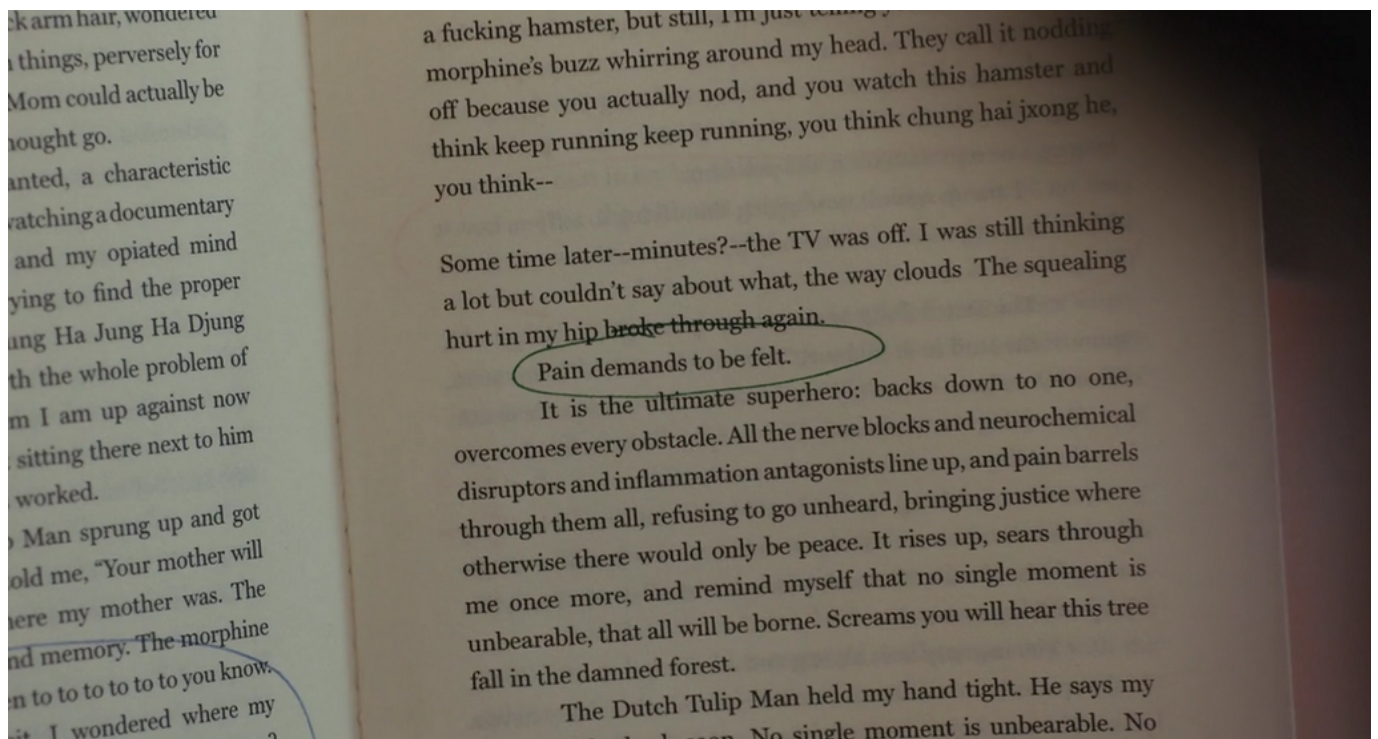 arm hair, wondered
things, perversely for
Mom could actually be
go.
a characteristic
a documentary
and my opiated mind
to find the proper
Ha Jung Ha Djung
the whole problem of
I am up against now
sitting there next to him
worked.
Man sprung up and got
me, “Your mother will
my mother was. The
memory. The morphine
to to to to to to you know.
I wondered where my
a fucking hamster, but still, I'm just
morphine’s buzz whirring around my head. They call it nodding
off because you actually nod, and you watch this hamster and
think keep running keep running, you think chung hai jxong he,
you think--
Some time later--minutes?--the TV was off. I was still thinking
a lot but couldn’t say about what, the way clouds The squealing
hurt in my hip broke through again.
Pain demands to be felt.
It is the ultimate superhero: backs down to no one,
overcomes every obstacle. All the nerve blocks and neurochemical
disruptors and inflammation antagonists line up, and pain barrels
through them all, refusing to go unheard, bringing justice where
otherwise there would only be peace. It rises up, sears through
me once more, and remind myself that no single moment is
unbearable, that all will be borne. Screams you will hear this tree
fall in the damned forest.
The Dutch Tulip Man held my hand tight. He says my
No single moment is unbearable. No